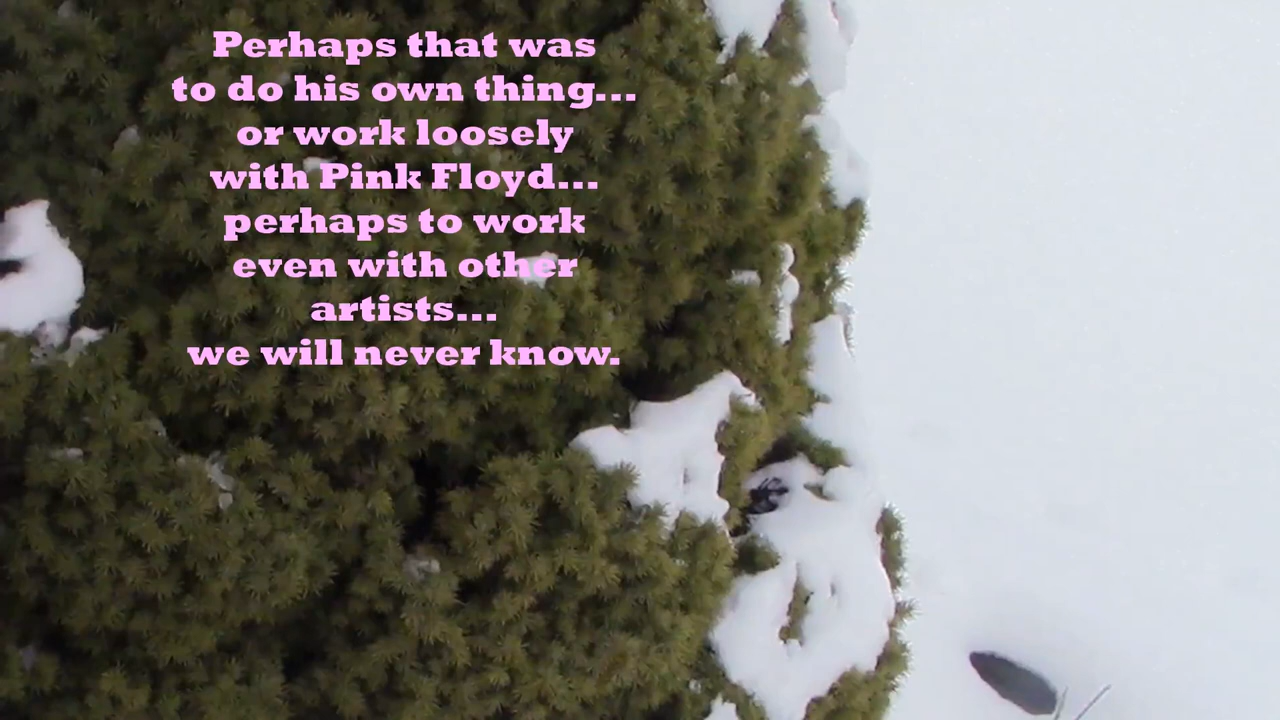 Perhaps that was
to do his own thing...
or work loosely
with Pink Floyd...
perhaps to work
even with other
artists...
we will never know.